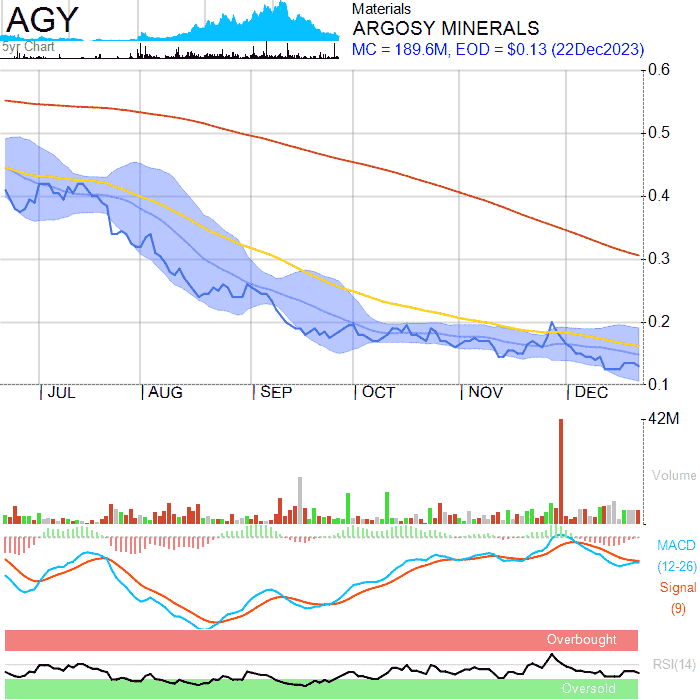 AGY
5yr Chart
Materials
ARGOSY MINERALS
MC = 189.6M, EOD = $0.13 (22Dec2023)
0.6
0.5
0.4
0.3
0.2
0.1
JUL AUG SEP OCT NOV DEC
42M
Volume
MACD
(12-26)
Signal
(9)
Overbought
RSI(14)
Oversold